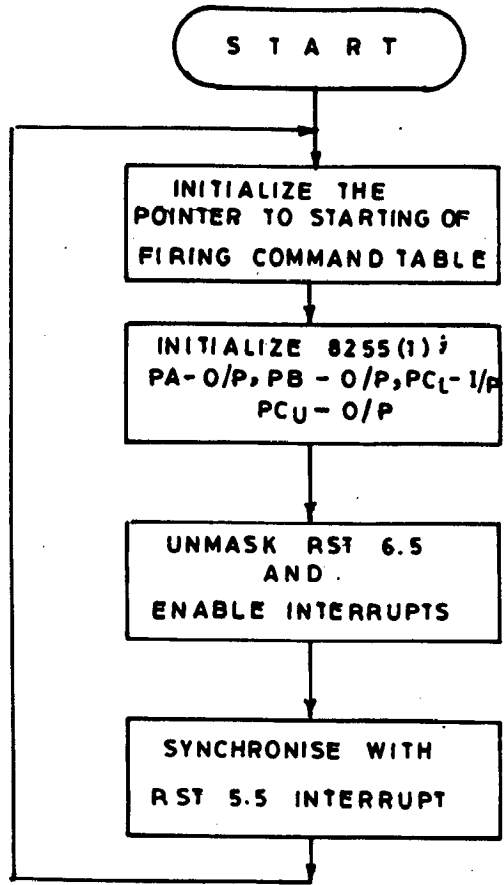 START
INITIALIZE THE
POINTER TO STARTING OF
FIRING COMMAND TABLE
INITIALIZE 8255(1);
PA-O/P, PB-O/P, PCL-I/P
PCU-O/P
UNMASK RST 6.5
AND
ENABLE INTERRUPTS
SYNCHRONISE WITH
RST 5.5 INTERRUPT